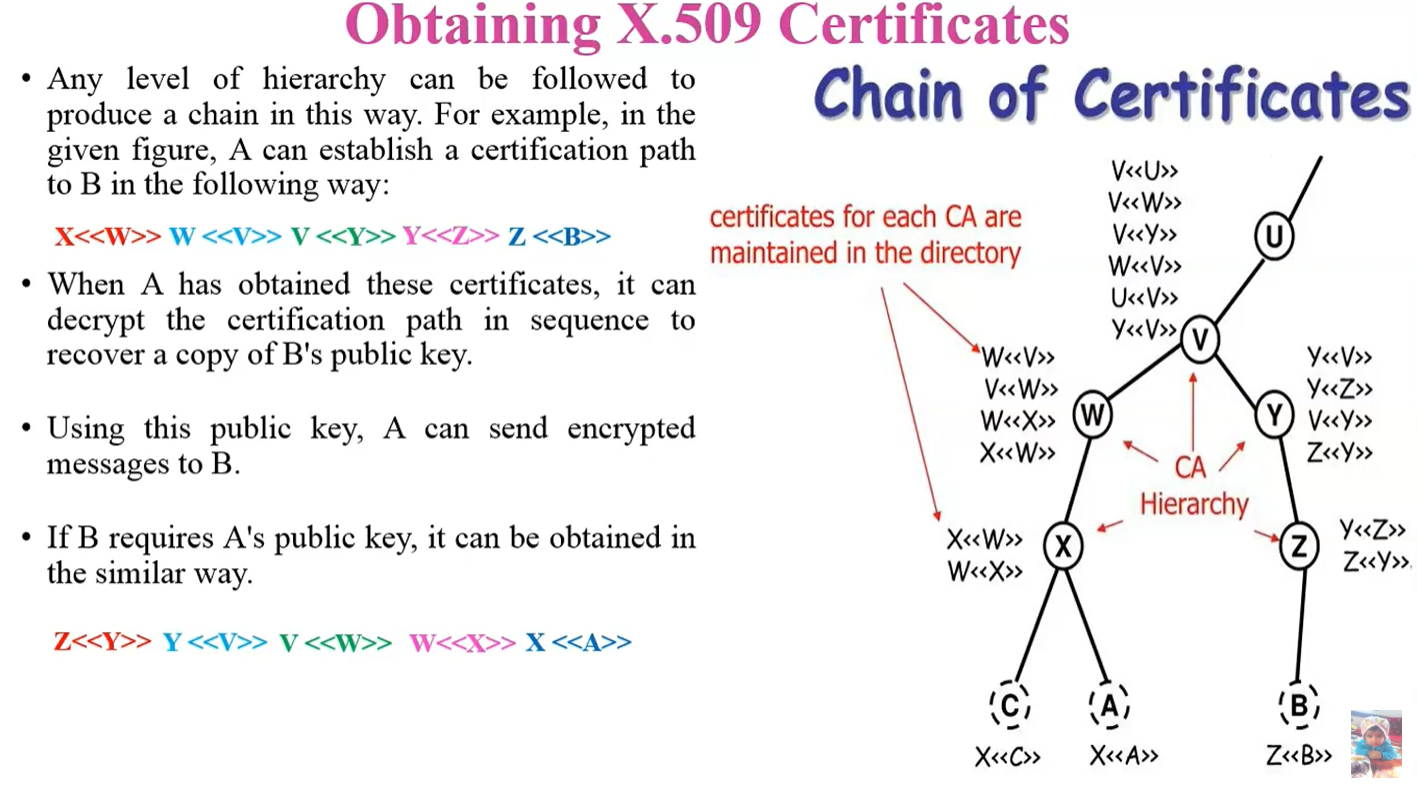 Obtaining X.509 Certificates
• Any level of hierarchy can be followed to
produce a chain in this way. For example, in the
given figure, A can establish a certification path
to B in the following way:
X<<W>> W <<V>> V <<Y>> Y<<Z>> Z <<B>>
• When A has obtained these certificates, it can
decrypt the certification path in sequence to
recover a copy of B's public key.
• Using this public key, A can send encrypted
messages to B.
• If B requires A's public key, it can be obtained in
the similar way.
Z<<Y>> Y <<V>> V <<W>> W<<X>> X <<A>>
Chain of Certificates
certificates for each CA are
maintained in the directory
V<<U>>
V<<W>>
V<<Y>>
W<<V>>
U<<V>>
Y<<V>>
U
V
W<<V>>
V<<W>>
W<<X>>
X<<W>>
W
Y
Y<<V>>
Y<<Z>>
V<<Y>>
Z<<Y>>
CA
Hierarchy
X<<W>>
W<<X>>
X
Z
Y<<Z>>
Z<<Y>>
C
A
B
X<<C>>
X<<A>>
Z<<B>>